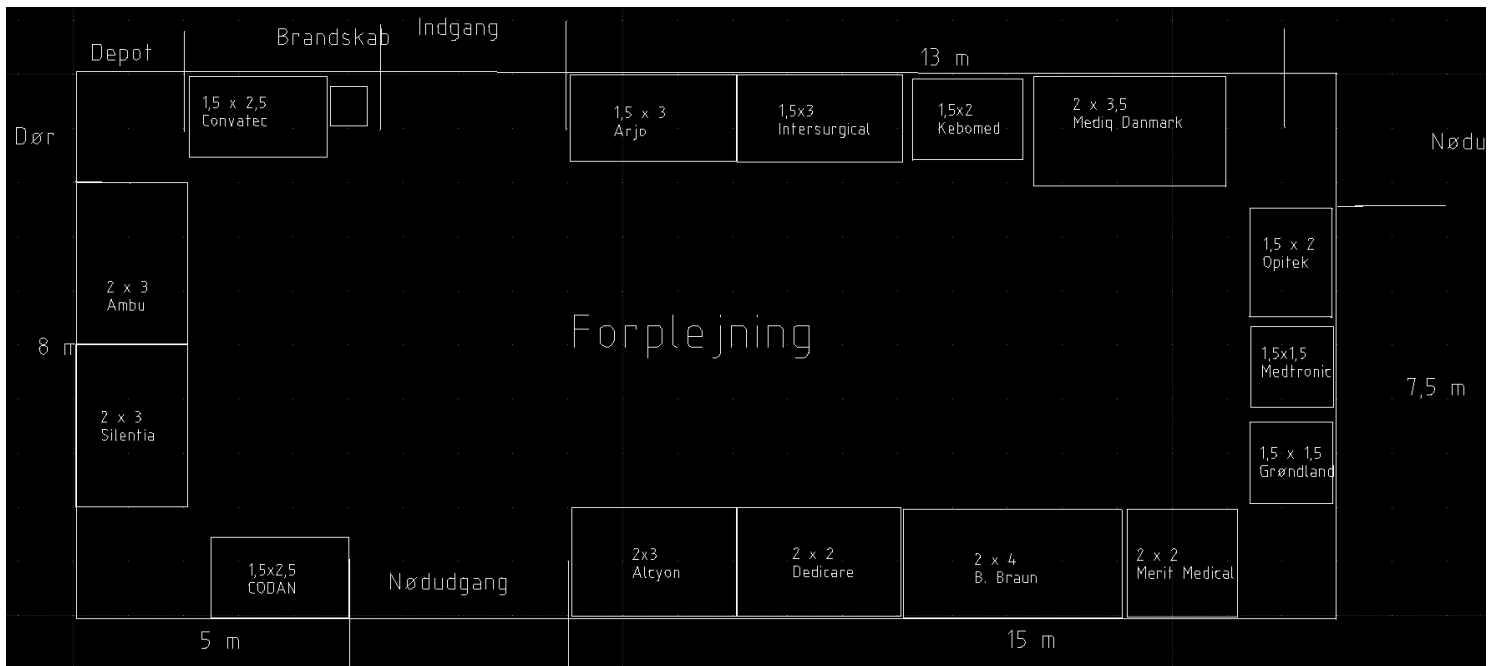 Depot
Brandskab
Indgang
13 m
1,5 x 2,5
Convatec
1,5 x 3
Arjo
1,5x3
Intersurgical
1,5x2
Kebomed
2 x 3,5
Mediq Danmark
Dør
Nødu
1,5 x 2
Opitek
2 x 3
Ambu
Forplejning
8 m
1,5x1,5
Medtronic
7,5 m
2 x 3
Silentia
1,5 x 1,5
Grøndland
1,5x2,5
CODAN
Nødudgang
2x3
Alcyon
2 x 2
Dedicare
2 x 4
B. Braun
2 x 2
Merit Medical
5 m
15 m